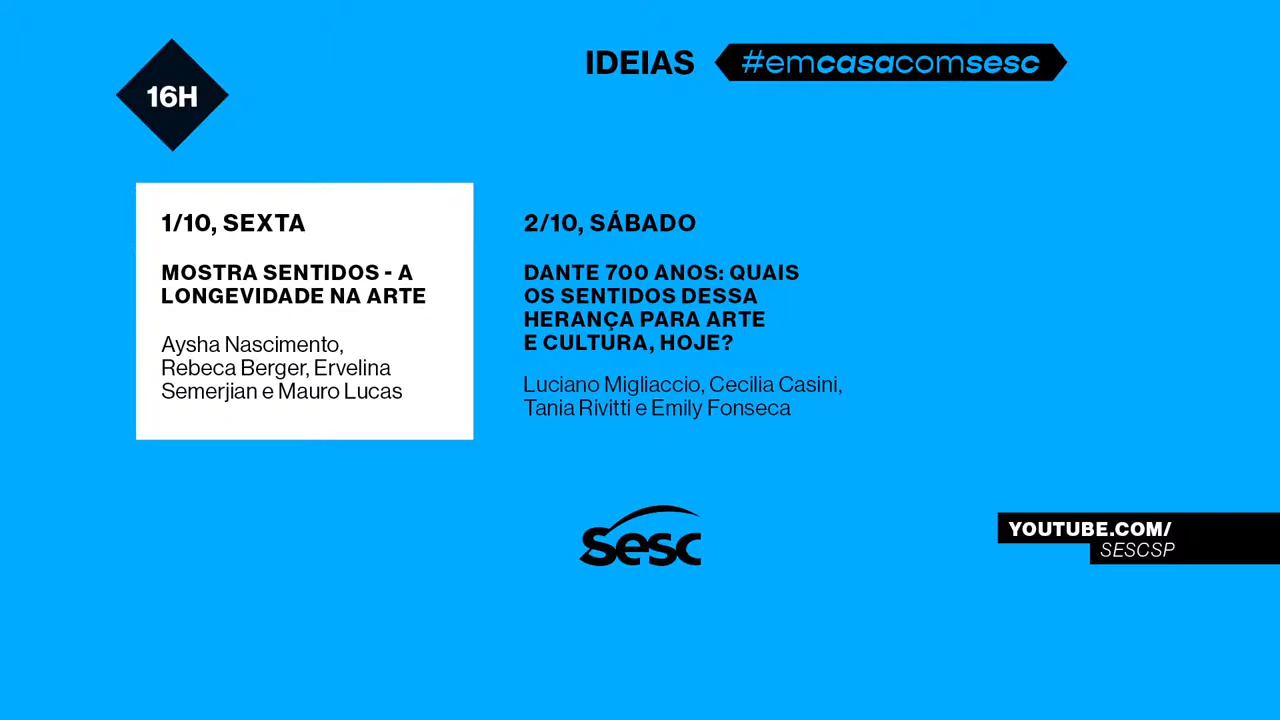 16H
IDEIAS #emcasacomsesc
1/10, SEXTA
MOSTRA SENTIDOS - A
LONGEVIDADE NA ARTE
Aysha Nascimento,
Rebeca Berger, Ervelina
Semerjian e Mauro Lucas
2/10, SÁBADO
DANTE 700 ANOS: QUAIS
OS SENTIDOS DESSA
HERANÇA PARA ARTE
E CULTURA, HOJE?
Luciano Migliaccio, Cecilia Casini,
Tania Rivitti e Emily Fonseca
Sesc
YOUTUBE.COM/
SESCSP